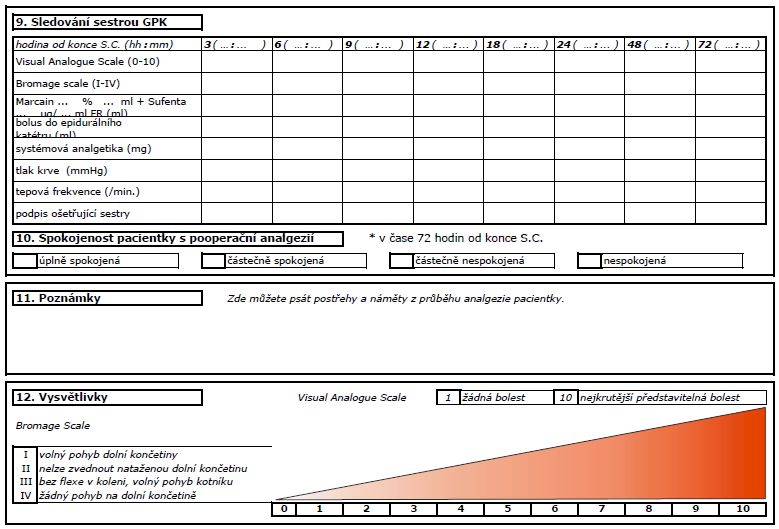 9. Sledování sestrou GPK
hodina od konce S.C. (hh:mm) 3 ( ...: ... ) 6 ( ...: ... ) 9 ( ...: ... ) 12 ( ...: ... ) 18 ( ...: ... ) 24 ( ...: ... ) 48 ( ...: ... ) 72 ( ...: ... )
Visual Analogue Scale (0-10)
Bromage scale (I-IV)
Marcain ... % ... ml + Sufenta
... ug/ ... ml FR (ml)
bolus do epidurálního
katétru (ml)
systémová analgetika (mg)
tlak krve (mmHg)
tepová frekvence (/min.)
podpis ošetřující sestry
10. Spokojenost pacientky s pooperační analgezií * v čase 72 hodin od konce S.C.
úplně spokojená částečně spokojená částečně nespokojená nespokojená
11. Poznámky Zde můžete psát postřehy a náměty z průběhu analgezie pacientky.
12. Vysvětlivky Visual Analogue Scale 1 žádná bolest 10 nejkrutější představitelná bolest
Bromage Scale
I volný pohyb dolní končetiny
II nelze zvednout nataženou dolní končetinu
III bez flexe v koleni, volný pohyb kotníku
IV žádný pohyb na dolní končetině
0 1 2 3 4 5 6 7 8 9 10